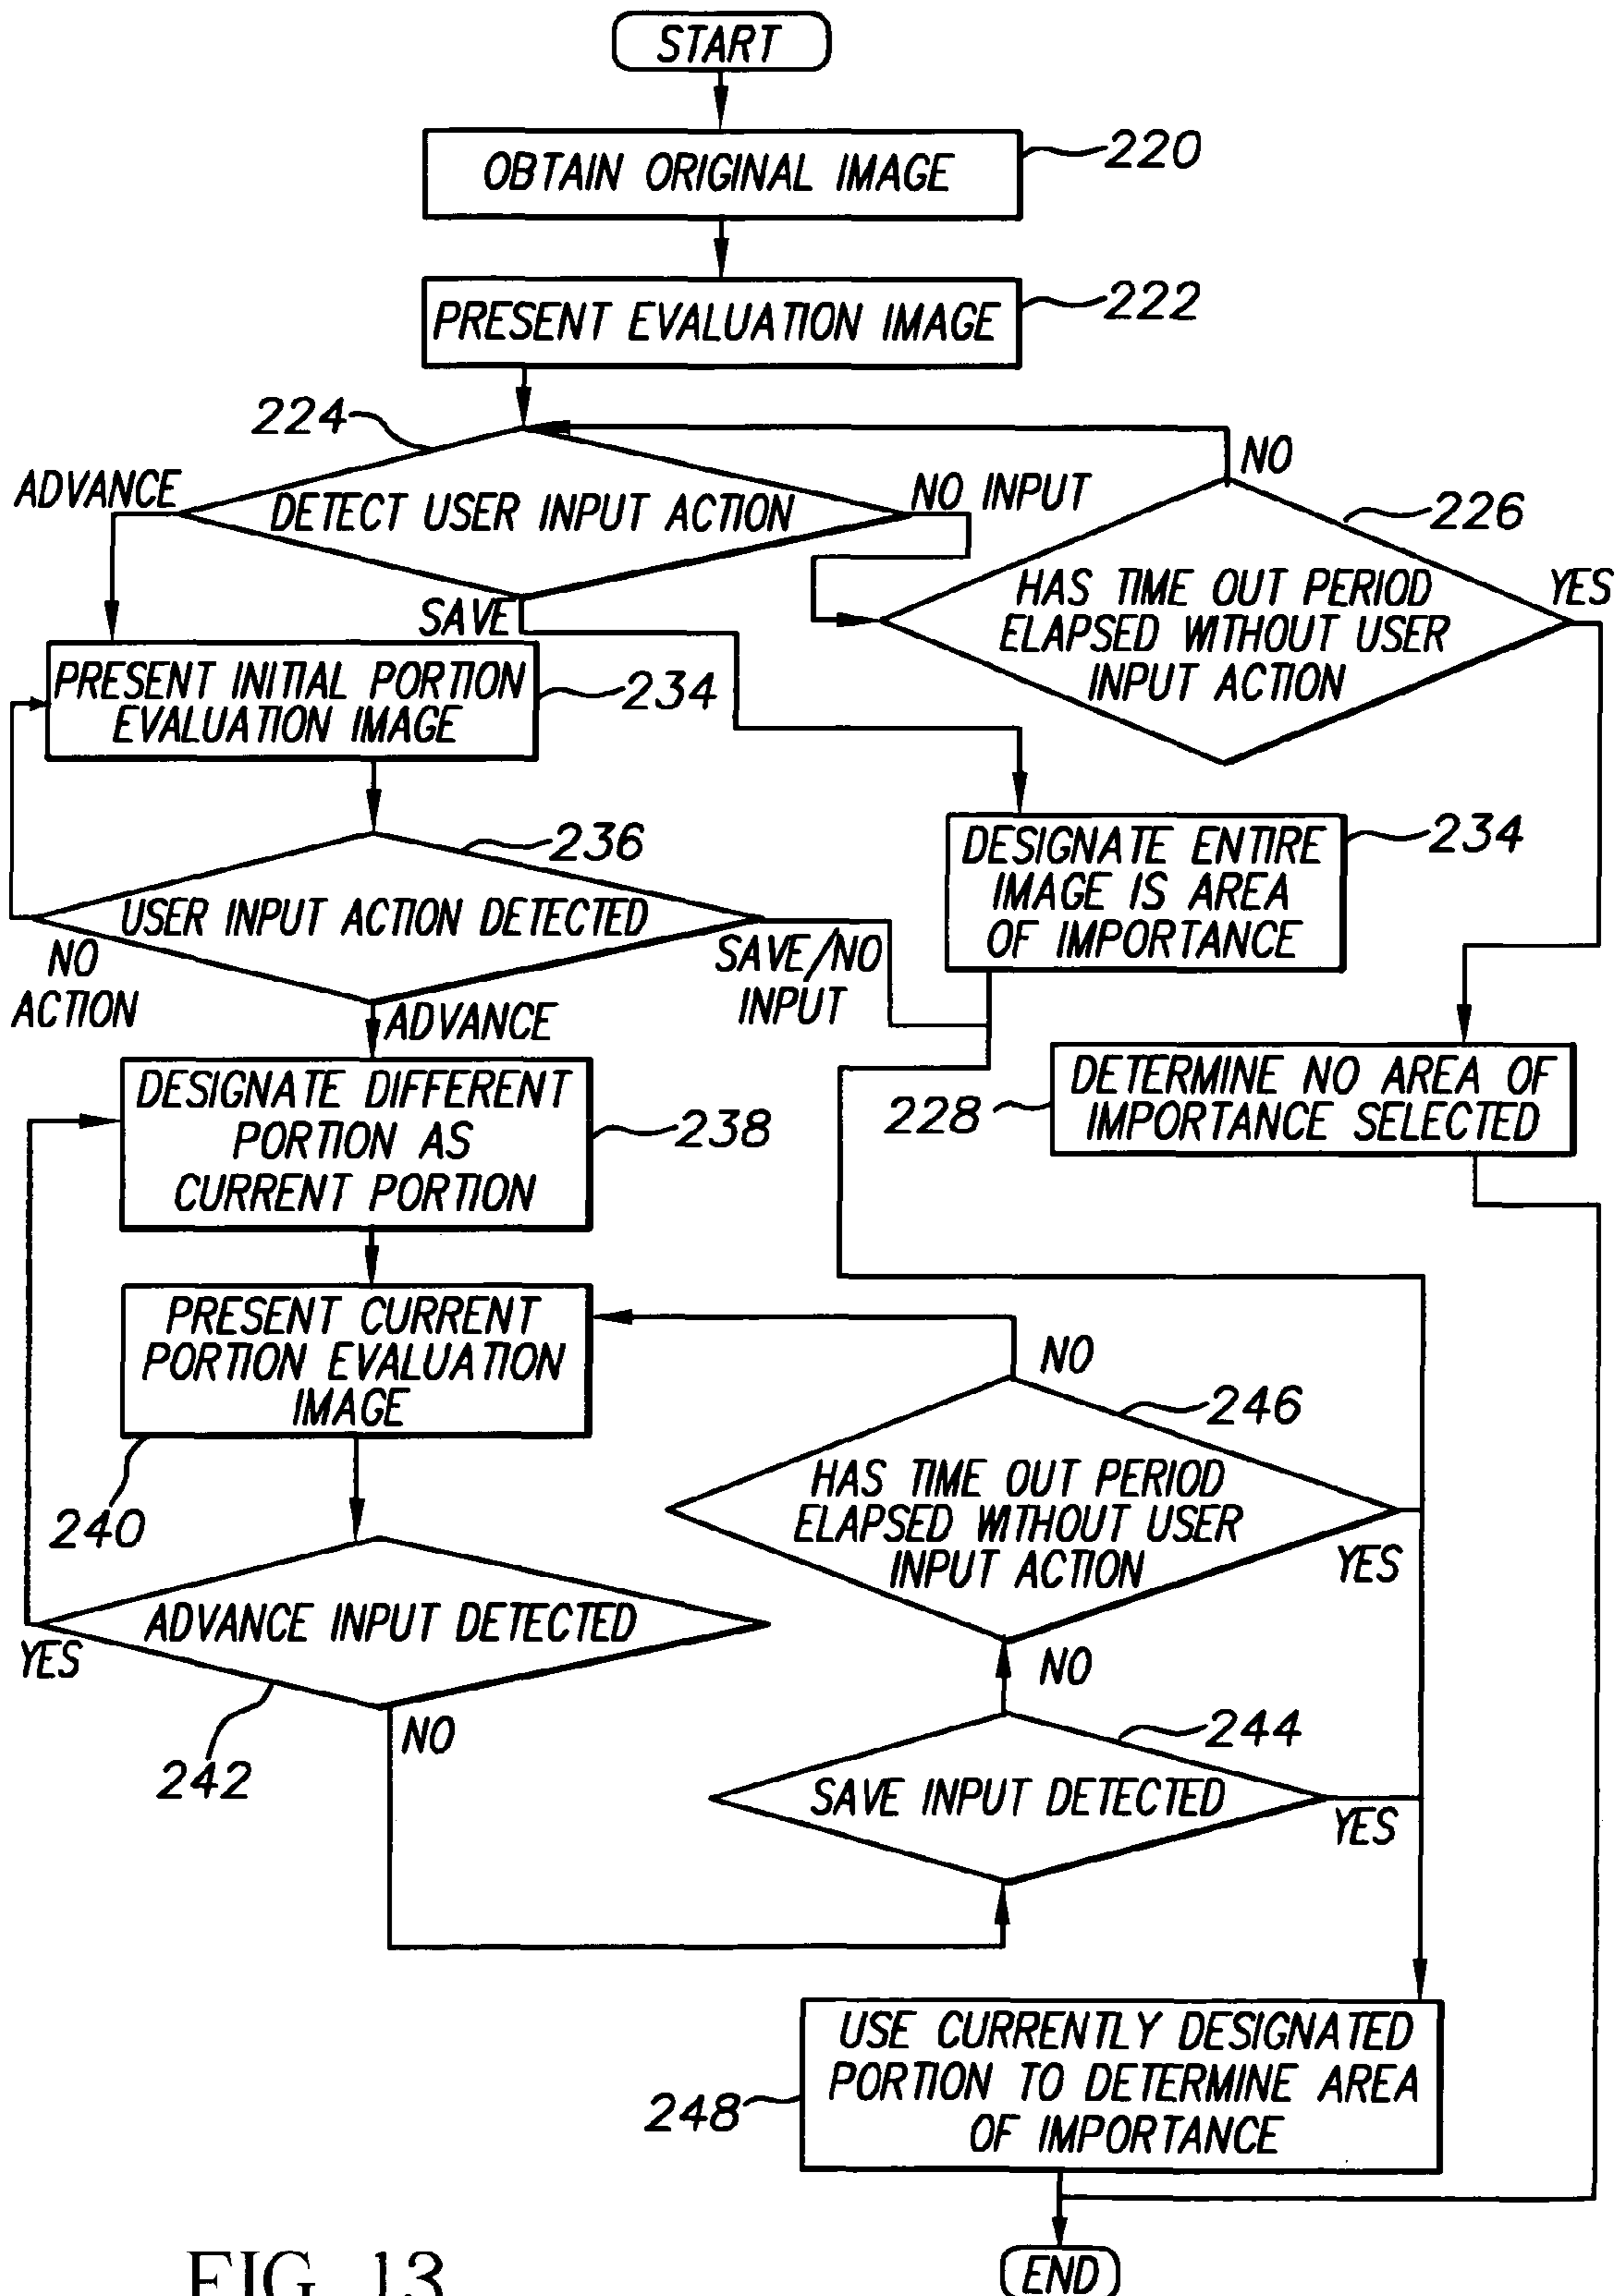 START
OBTAIN ORIGINAL IMAGE
220
PRESENT EVALUATION IMAGE
222
224
ADVANCE
DETECT USER INPUT ACTION
NO INPUT
NO
226
HAS TIME OUT PERIOD
ELAPSED WITHOUT USER
INPUT ACTION
YES
SAVE
PRESENT INITIAL PORTION
EVALUATION IMAGE
234
DESIGNATE ENTIRE
IMAGE IS AREA
OF IMPORTANCE
234
236
USER INPUT ACTION DETECTED
NO
ACTION
SAVE/NO
INPUT
ADVANCE
DETERMINE NO AREA OF
IMPORTANCE SELECTED
228
DESIGNATE DIFFERENT
PORTION AS
CURRENT PORTION
238
PRESENT CURRENT
PORTION EVALUATION
IMAGE
240
NO
246
HAS TIME OUT PERIOD
ELAPSED WITHOUT USER
INPUT ACTION
YES
ADVANCE INPUT DETECTED
YES
242
NO
NO
244
SAVE INPUT DETECTED
YES
USE CURRENTLY DESIGNATED
PORTION TO DETERMINE AREA
OF IMPORTANCE
248
END
FIG. 13